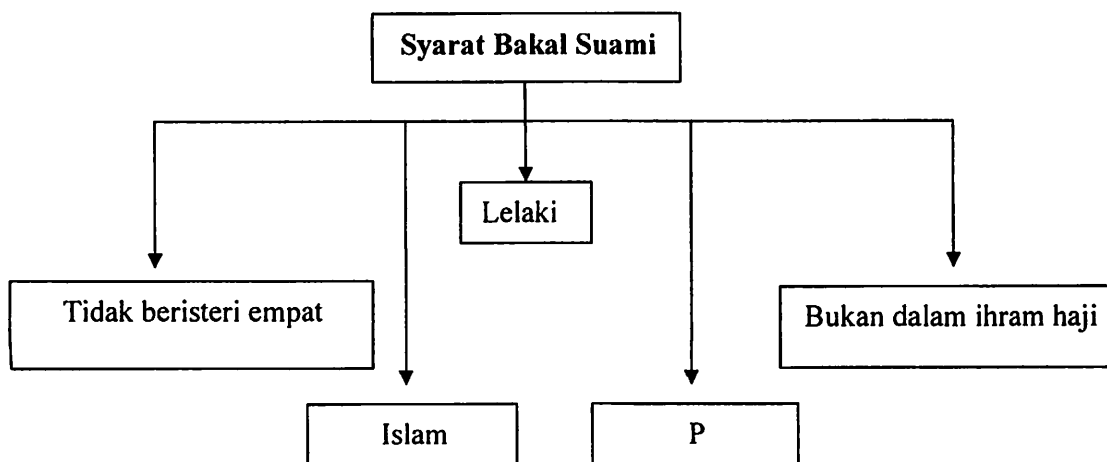 Syarat Bakal Suami
Lelaki
Tidak beristeri empat
Bukan dalam ihram haji
Islam
P